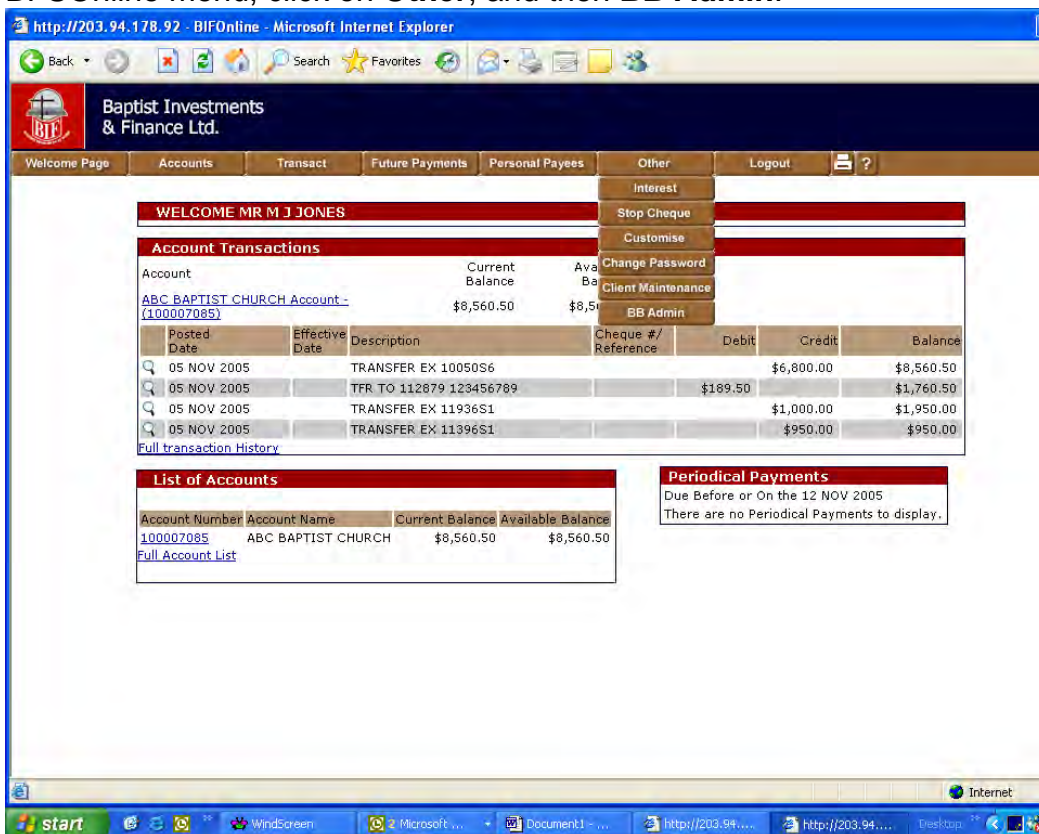 http://203.94.178.92 - BIFOnline - Microsoft Internet Explorer
Back Search Favorites
BIF Baptist Investments
& Finance Ltd.
Welcome Page Accounts Transact Future Payments Personal Payees Other Logout ?
Interest
Stop Cheque
Customise
Change Password
Client Maintenance
BB Admin
WELCOME MR M J JONES
Account Transactions
Account Current Balance
ABC BAPTIST CHURCH Account - (100007085) $8,560.50
Posted Date Effective Date Description Cheque #/ Reference Debit Credit Balance
05 NOV 2005 TRANSFER EX 10050S6 $6,800.00 $8,560.50
05 NOV 2005 TFR TO 112879 123456789 $189.50 $1,760.50
05 NOV 2005 TRANSFER EX 11936S1 $1,000.00 $1,950.00
05 NOV 2005 TRANSFER EX 11396S1 $950.00 $950.00
Full transaction History
List of Accounts
Account Number Account Name Current Balance Available Balance
100007085 ABC BAPTIST CHURCH $8,560.50 $8,560.50
Full Account List
Periodical Payments
Due Before or On the 12 NOV 2005
There are no Periodical Payments to display.
Internet
start WindScreen 2 Microsoft ... Document1 - ... http://203.94.... http://203.94.... Desktop